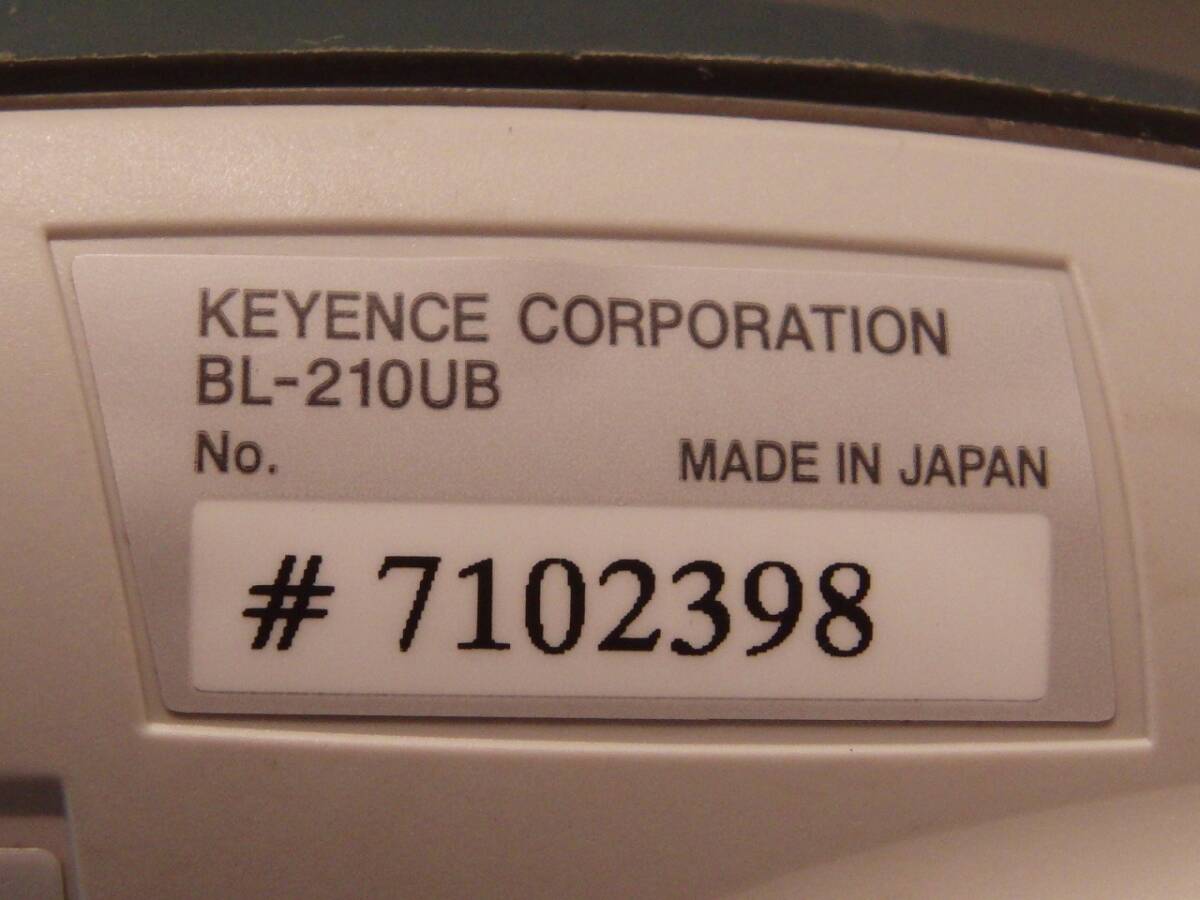 KEYENCE CORPORATION
BL-210UB
No. MADE IN JAPAN
# 7102398